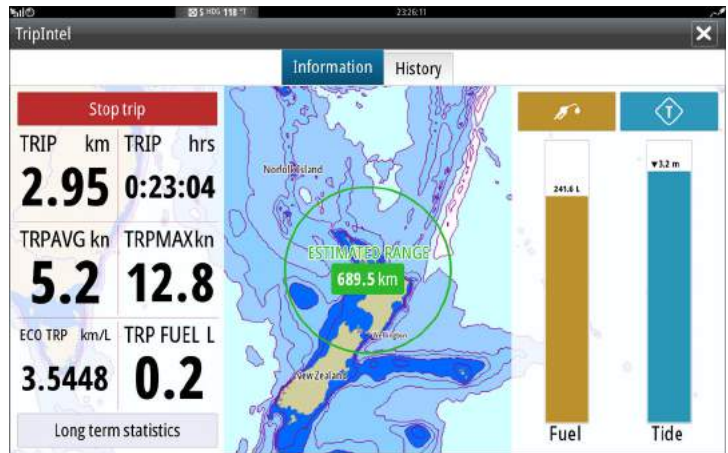 S HDG 118 °T
23:26:11
TripIntel
Information History
Stop trip
TRIP km TRIP hrs
2.95 0:23:04
TRPAVG kn TRPMAX kn
5.2 12.8
ECO TRP km/L TRP FUEL L
3.5448 0.2
Long term statistics
Norfolk Island
ESTIMATED RANGE
689.5 km
Wellington
New Zealand
T
▼3.2 m
241.6 L
Fuel Tide